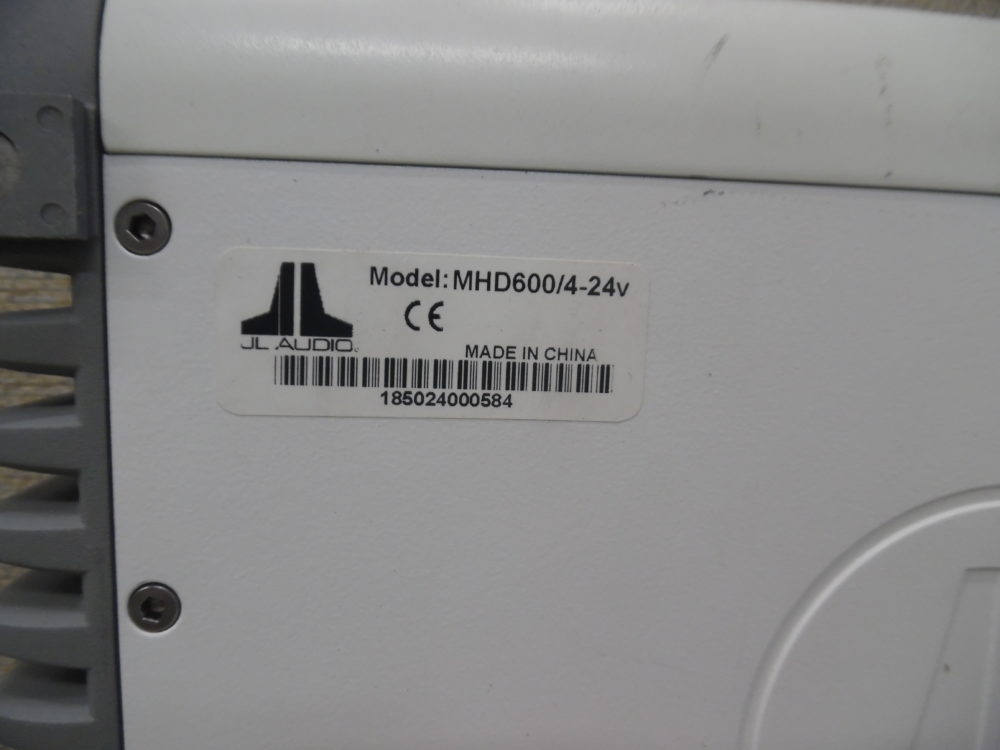 Model: MHD600/4-24v
CE
JL AUDIO.
MADE IN CHINA
185024000584